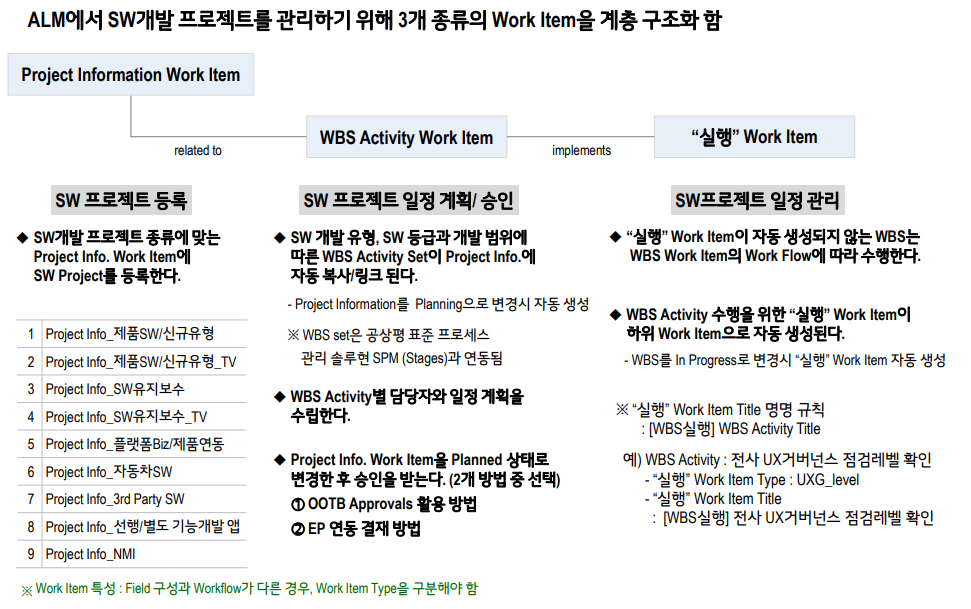 ALM에서 SW개발 프로젝트를 관리하기 위해 3개 종류의 Work Item을 계층 구조화 함
Project Information Work Item
related to
WBS Activity Work Item
implements
“실행” Work Item
SW 프로젝트 등록
◆ SW개발 프로젝트 종류에 맞는
Project Info. Work Item에
SW Project를 등록한다.
1 Project Info_제품SW/신규유형
2 Project Info_제품SW/신규유형_TV
3 Project Info_SW유지보수
4 Project Info_SW유지보수_TV
5 Project Info_플랫폼Biz/제품연동
6 Project Info_자동차SW
7 Project Info_3rd Party SW
8 Project Info_선행/별도 기능개발 앱
9 Project Info_NMI
SW 프로젝트 일정 계획/ 승인
◆ SW 개발 유형, SW 등급과 개발 범위에
따른 WBS Activity Set이 Project Info.에
자동 복사/링크 된다.
- Project Information를 Planning으로 변경시 자동 생성
※ WBS set은 공상평 표준 프로세스
관리 솔루현 SPM (Stages)과 연동됨
◆ WBS Activity별 담당자와 일정 계획을
수립한다.
◆ Project Info. Work Item을 Planned 상태로
변경한 후 승인을 받는다. (2개 방법 중 선택)
① OOTB Approvals 활용 방법
② EP 연동 결재 방법
SW프로젝트 일정 관리
◆ “실행” Work Item이 자동 생성되지 않는 WBS는
WBS Work Item의 Work Flow에 따라 수행한다.
◆ WBS Activity 수행을 위한 “실행” Work Item이
하위 Work Item으로 자동 생성된다.
- WBS를 In Progress로 변경시 “실행” Work Item 자동 생성
※ “실행” Work Item Title 명명 규칙
: [WBS실행] WBS Activity Title
예) WBS Activity : 전사 UX거버넌스 점검레벨 확인
- “실행” Work Item Type : UXG_level
- “실행” Work Item Title
: [WBS실행] 전사 UX거버넌스 점검레벨 확인
※ Work Item 특성 : Field 구성과 Workflow가 다른 경우, Work Item Type을 구분해야 함